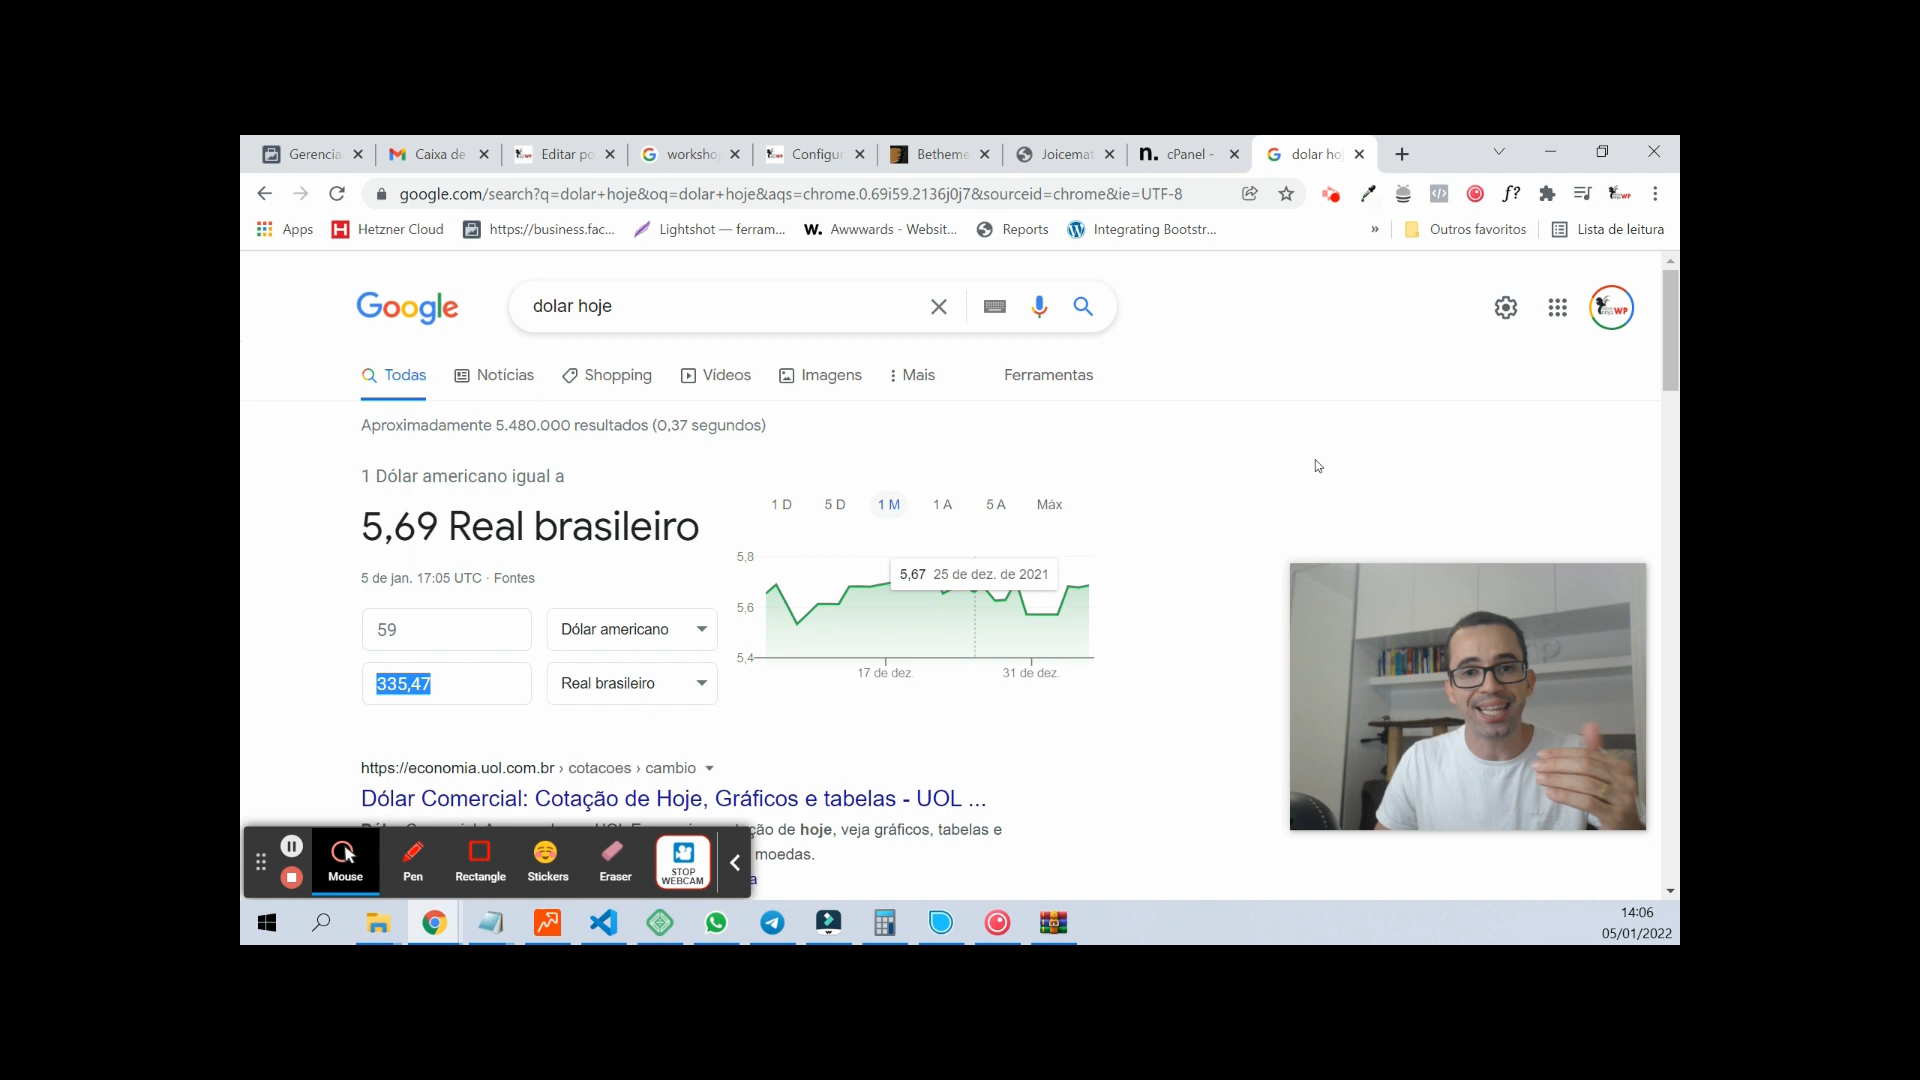 Gerencia
Caixa de
Editar po
worksho
Configur
Betheme
Joicemat
n. cPanel -
dolar ho
google.com/search?q=dolar+hoje&oq=dolar+hoje&aqs=chrome.0.69i59.2136j0j7&sourceid=chrome&ie=UTF-8
f?
Apps
H Hetzner Cloud
https://business.fac...
Lightshot — ferram...
W. Awwwards - Websit...
Reports
Integrating Bootstr...
»
Outros favoritos
Lista de leitura
Google
dolar hoje
WP
Todas
Notícias
Shopping
Vídeos
Imagens
Mais
Ferramentas
Aproximadamente 5.480.000 resultados (0,37 segundos)
1 Dólar americano igual a
5,69 Real brasileiro
5 de jan. 17:05 UTC · Fontes
59
Dólar americano
335,47
Real brasileiro
1 D
5 D
1 M
1 A
5 A
Máx
5,8
5,67 25 de dez. de 2021
5,6
5,4
17 de dez.
31 de dez.
https://economia.uol.com.br › cotacoes › cambio
Dólar Comercial: Cotação de Hoje, Gráficos e tabelas - UOL ...
ção de hoje, veja gráficos, tabelas e
moedas.
Mouse
Pen
Rectangle
Stickers
Eraser
STOP
WEBCAM
14:06
05/01/2022